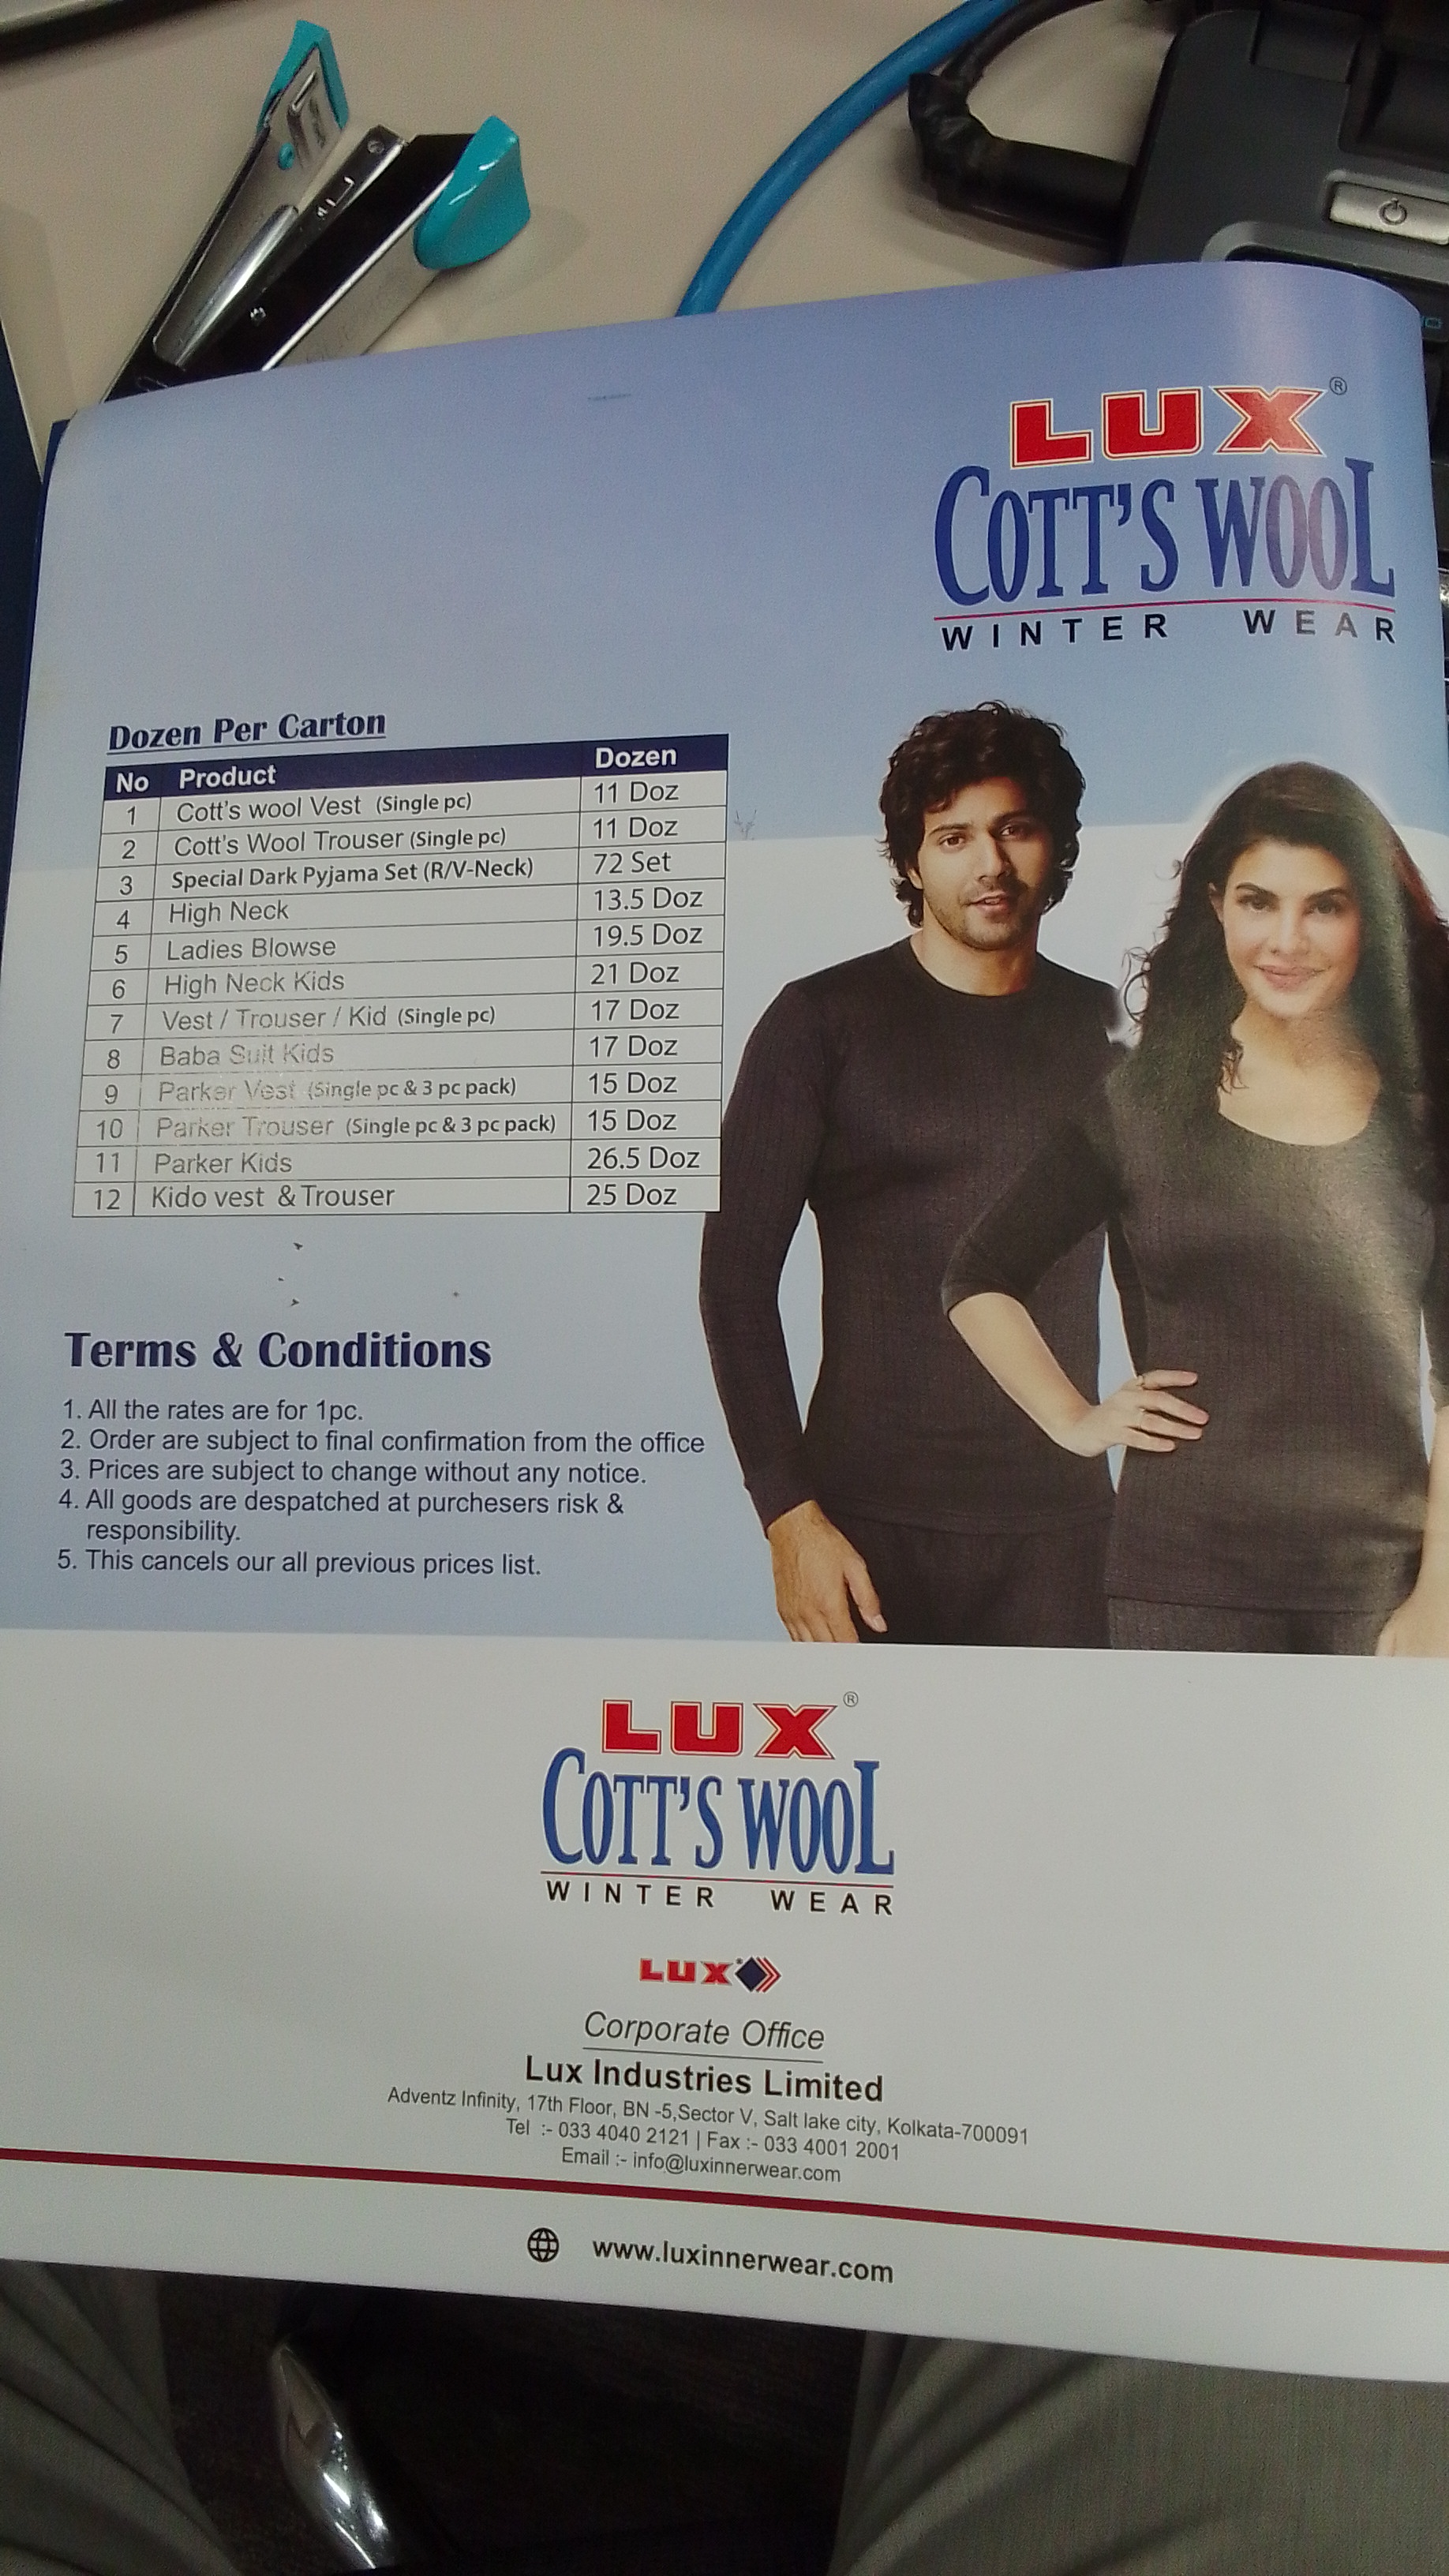 LUX®
COTT'S WOOL
WINTER WEAR
Dozen Per Carton
No Product Dozen
1 Cott's wool Vest (Single pc) 11 Doz
2 Cott's Wool Trouser (Single pc) 11 Doz
3 Special Dark Pyjama Set (R/V-Neck) 72 Set
4 High Neck 13.5 Doz
5 Ladies Blowse 19.5 Doz
6 High Neck Kids 21 Doz
7 Vest / Trouser / Kid (Single pc) 17 Doz
8 Baba Suit Kids 17 Doz
9 Parker Vest (Single pc & 3 pc pack) 15 Doz
10 Parker Trouser (Single pc & 3 pc pack) 15 Doz
11 Parker Kids 26.5 Doz
12 Kido vest & Trouser 25 Doz
Terms & Conditions
1. All the rates are for 1pc.
2. Order are subject to final confirmation from the office
3. Prices are subject to change without any notice.
4. All goods are despatched at purchesers risk &
responsibility.
5. This cancels our all previous prices list.
LUX®
COTT'S WOOL
WINTER WEAR
LUX
Corporate Office
Lux Industries Limited
Adventz Infinity, 17th Floor, BN -5,Sector V, Salt lake city, Kolkata-700091
Tel :- 033 4040 2121 | Fax :- 033 4001 2001
Email :- info@luxinnerwear.com
www.luxinnerwear.com